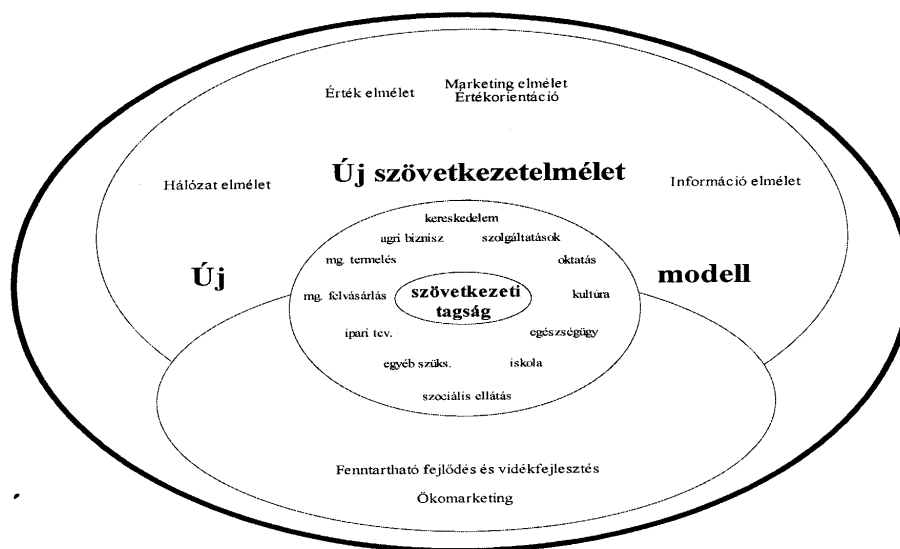 Érték elmélet
Marketing elmélet
Értékorientáció
Új szövetkezetelmélet
Hálózat elmélet
Információ elmélet
kereskedelem
agri biznisz
szolgáltatások
mg. termelés
oktatás
Új
modell
mg. felvásárlás
szövetkezeti
tagság
kultúra
ipari tev.
egészségügy
egyéb szüks.
iskola
szociális ellátás
Fenntartható fejlődés és vidékfejlesztés
Ökomarketing